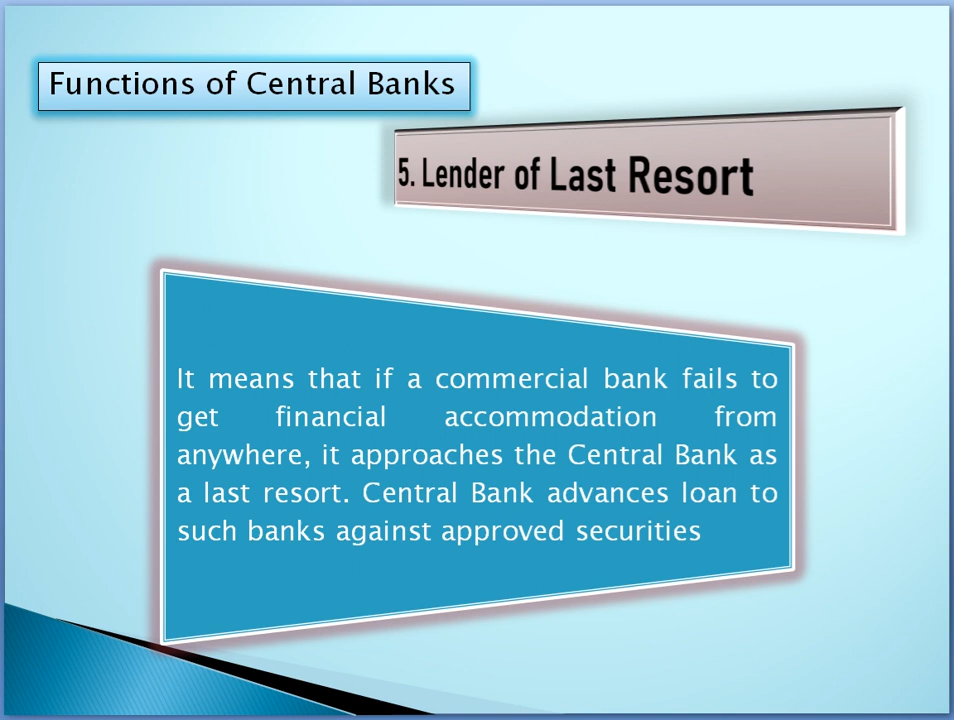 Functions of Central Banks
5. Lender of Last Resort
It means that if a commercial bank fails to
get financial accommodation from
anywhere, it approaches the Central Bank as
a last resort. Central Bank advances loan to
such banks against approved securities